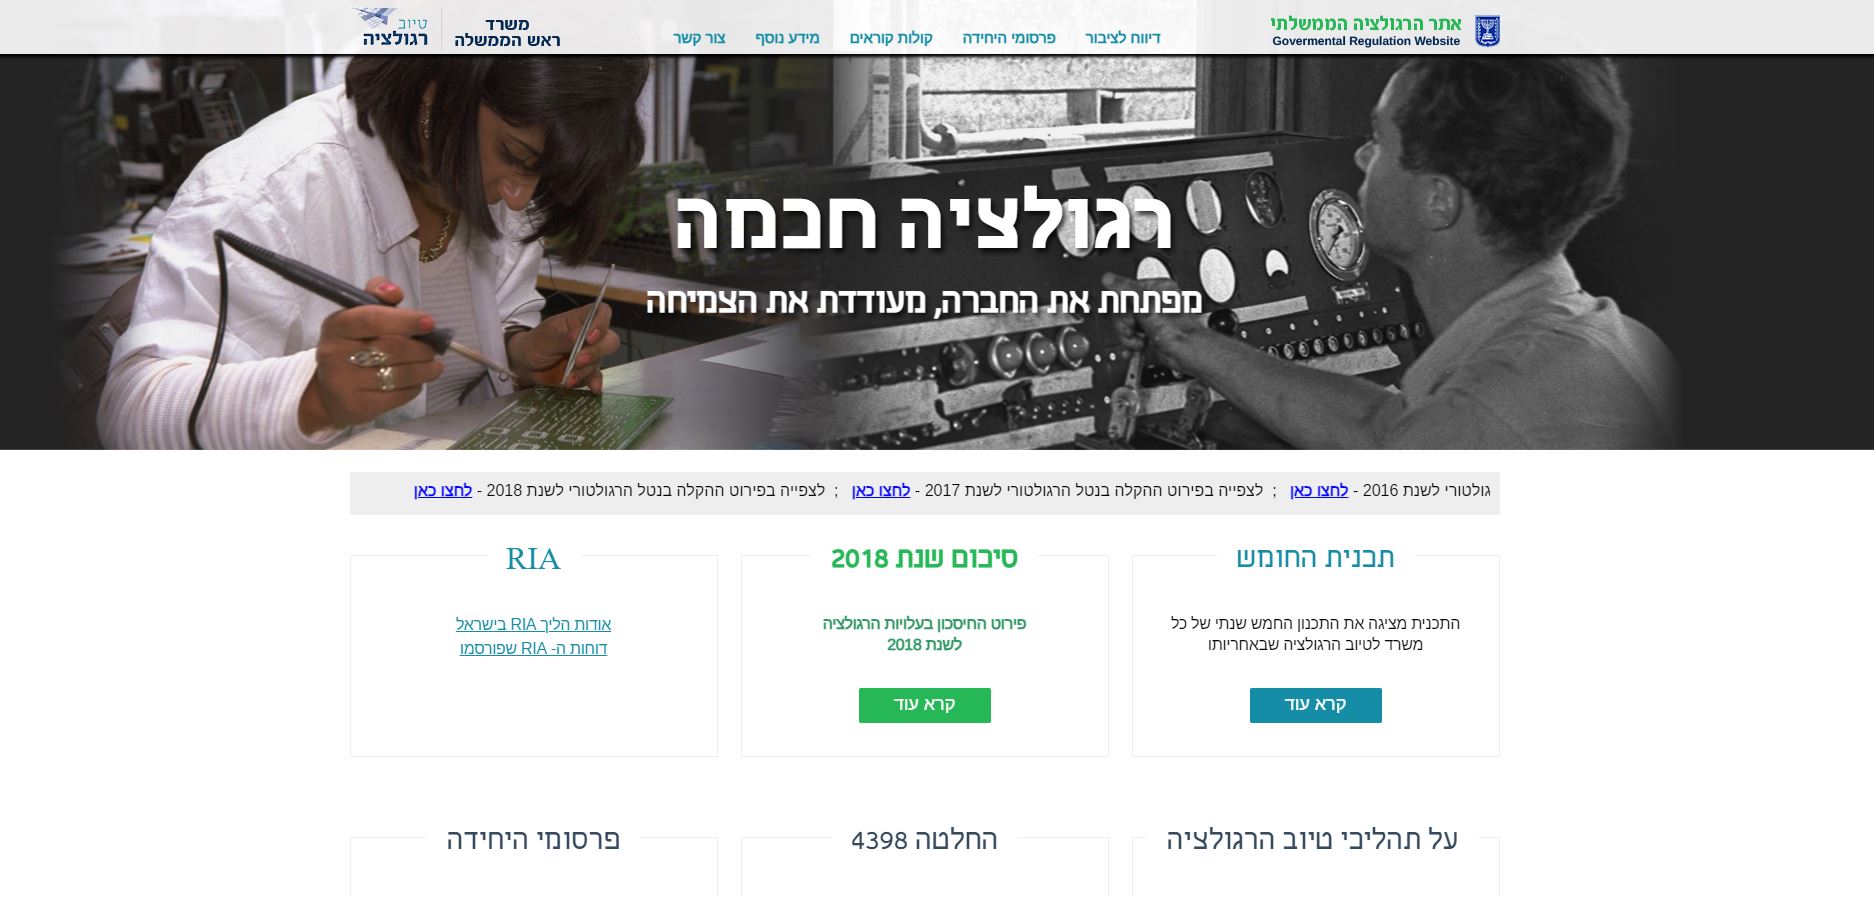 אתר הרגולציה הממשלתי
Govermental Regulation Website
דיווח לציבור
פרסומי היחידה
קולות קוראים
מידע נוסף
צור קשר
משרד
ראש הממשלה
טיוב
רגולציה
רגולציה חכמה
מפתחת את החברה, מעודדת את הצמיחה
גולטורי לשנת 2016 - לחצו כאן ; לצפייה בפירוט ההקלה בנטל הרגולטורי לשנת 2017 - לחצו כאן ; לצפייה בפירוט ההקלה בנטל הרגולטורי לשנת 2018 - לחצו כאן
תכנית החומש
התכנית מציגה את התכנון החמש שנתי של כל
משרד לטיוב הרגולציה שבאחריותו
קרא עוד
סיכום שנת 2018
פירוט החיסכון בעלויות הרגולציה
לשנת 2018
קרא עוד
RIA
אודות הליך RIA בישראל
דוחות ה- RIA שפורסמו
על תהליכי טיוב הרגולציה
החלטה 4398
פרסומי היחידה